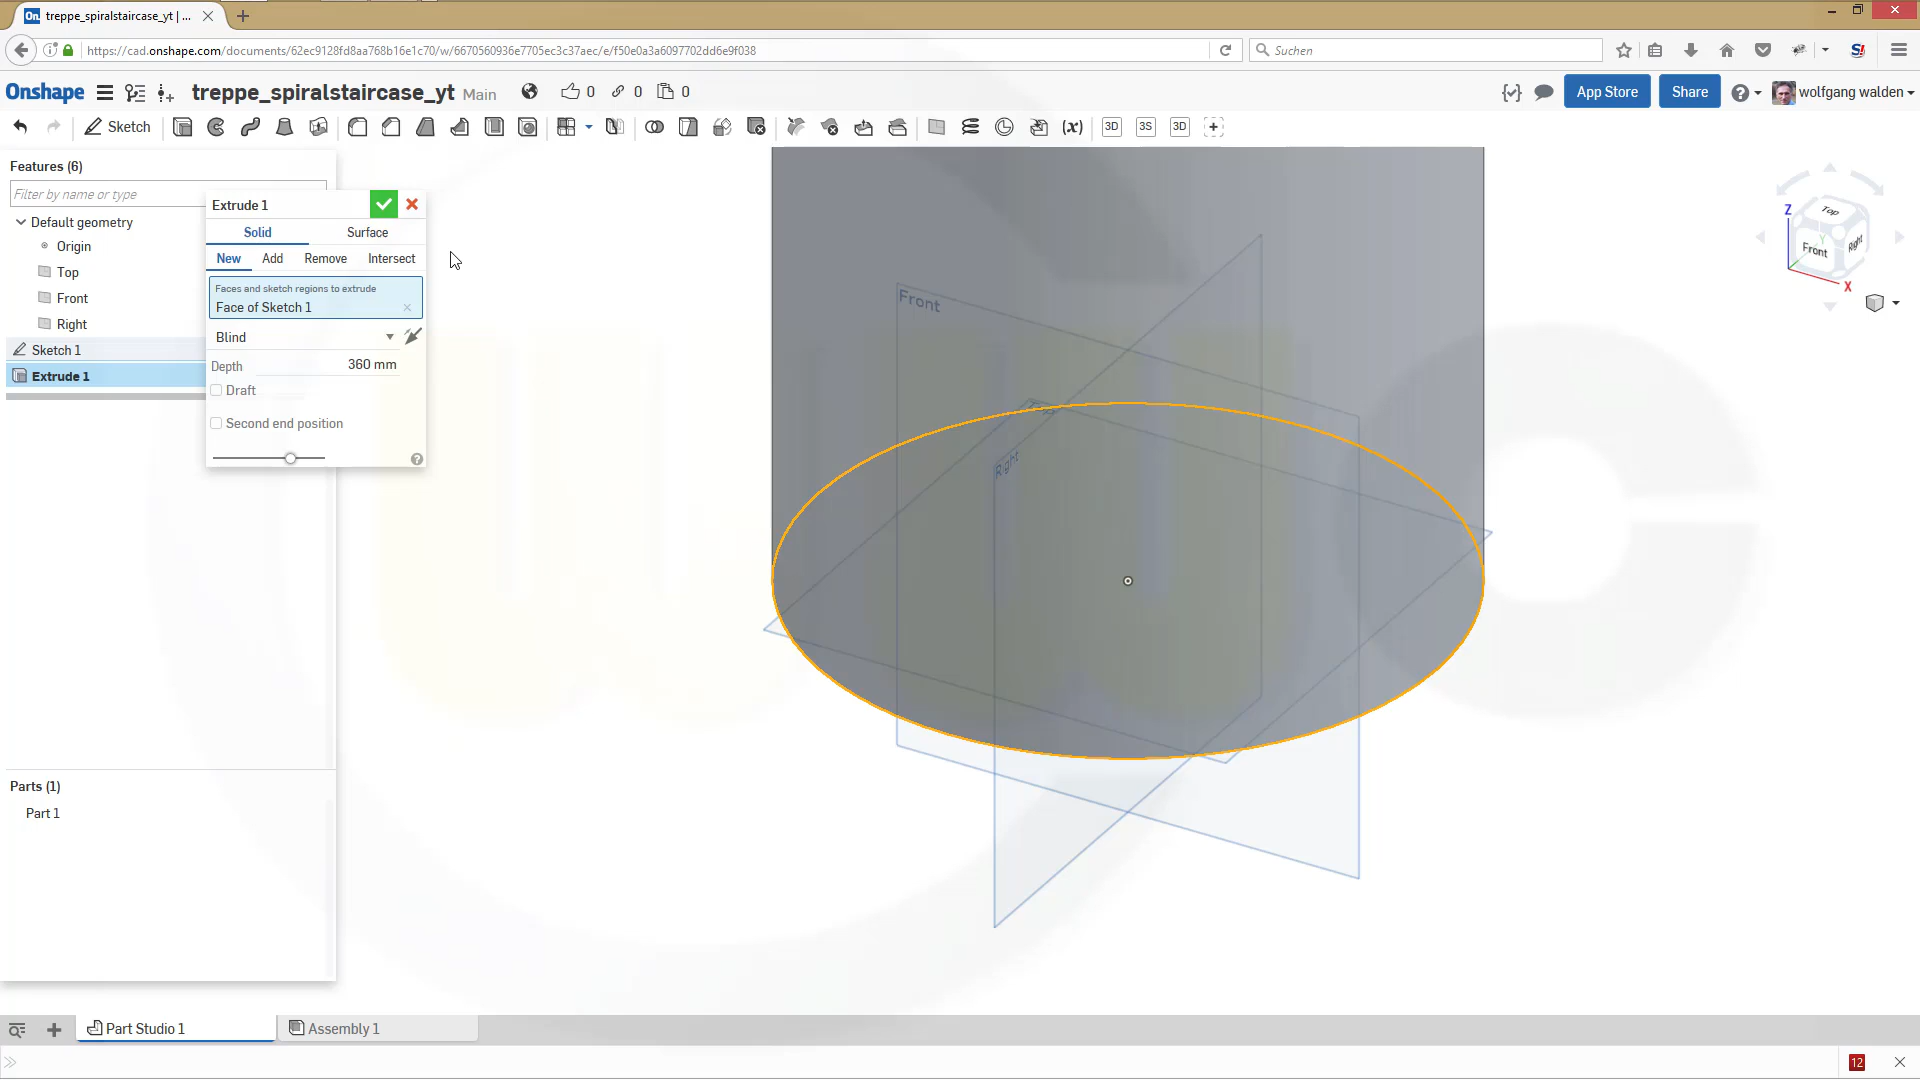 treppe_spiralstaircase_yt | ...
https://cad.onshape.com/documents/62ec9128fd8aa768b16e1c70/w/6670560936e7705ec3c37aec/e/f50e0a3a6097702dd6e9f038
Suchen
Onshape
treppe_spiralstaircase_yt Main
0
0
0
App Store
Share
wolfgang walden
Sketch
(x)
3D
3S
3D
Features (6)
Filter by name or type
Default geometry
Origin
Top
Front
Right
Sketch 1
Extrude 1
Extrude 1
Solid
Surface
New
Add
Remove
Intersect
Faces and sketch regions to extrude
Face of Sketch 1
Blind
Depth
360 mm
Draft
Second end position
Front
Top
Right
Z
Top
Front
Right
Y
X
Parts (1)
Part 1
Part Studio 1
Assembly 1
12